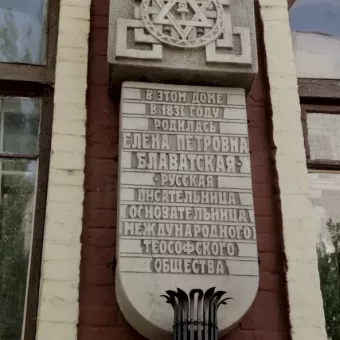 В ЭТОМ ДОМЕ
В 1831 ГОДУ
РОДИЛАСЬ
ЕЛЕНА ПЕТРОВНА
БЛАВАТСКАЯ-
РУССКАЯ
ПИСАТЕЛЬНИЦА
ОСНОВАТЕЛЬНИЦА
МЕЖДУНАРОДНОГО
ТЕОСОФСКОГО
ОБЩЕСТВА